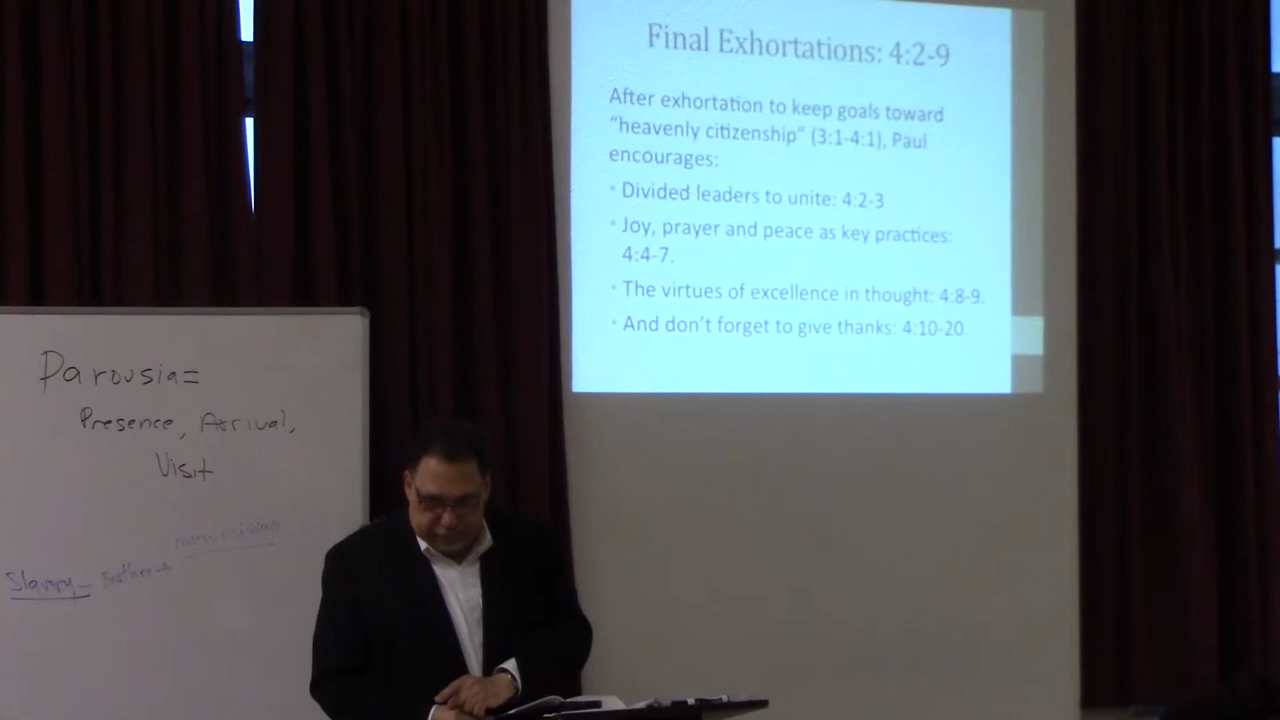 Final Exhortations: 4:2-9
After exhortation to keep goals toward
“heavenly citizenship” (3:1-4:1), Paul
encourages:
• Divided leaders to unite: 4:2-3
• Joy, prayer and peace as key practices:
4:4-7.
• The virtues of excellence in thought: 4:8-9.
• And don’t forget to give thanks: 4:10-20.
Parousia=
Presence, Arrival,
Visit
Slavery - Brother →